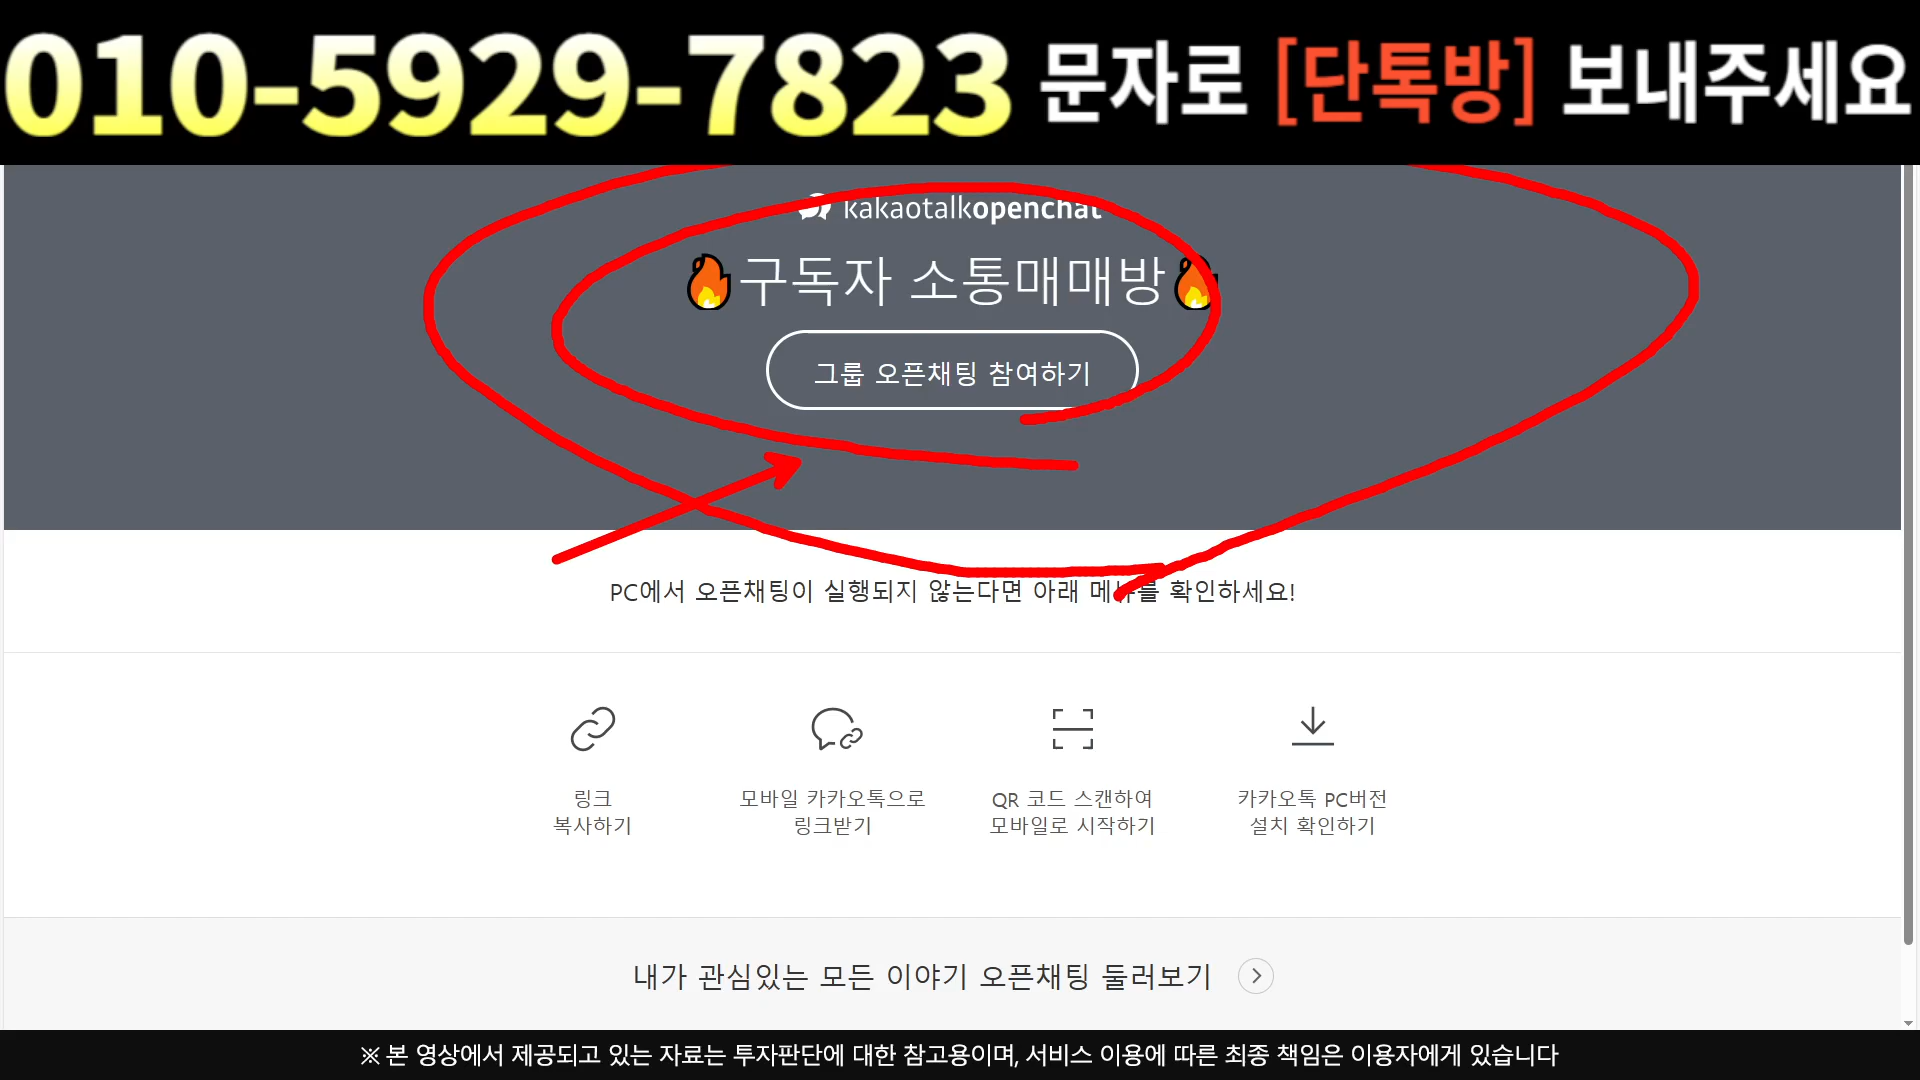 010-5929-7823 문자로 [단톡방] 보내주세요
kakaotalkopenchat
🔥구독자 소통매매방🔥
그룹 오픈채팅 참여하기
PC에서 오픈채팅이 실행되지 않는다면 아래 메뉴를 확인하세요!
링크
복사하기
모바일 카카오톡으로
링크받기
QR 코드 스캔하여
모바일로 시작하기
카카오톡 PC버전
설치 확인하기
내가 관심있는 모든 이야기 오픈채팅 둘러보기
※ 본 영상에서 제공되고 있는 자료는 투자판단에 대한 참고용이며, 서비스 이용에 따른 최종 책임은 이용자에게 있습니다